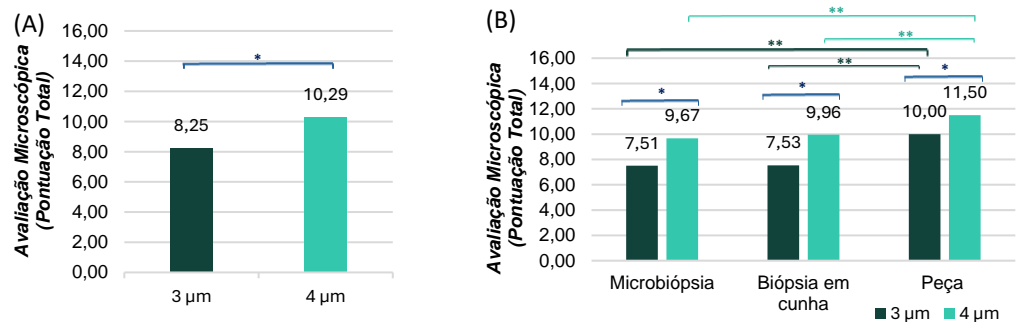 (A)
Avaliação Microscópica
(Pontuação Total)
16,00
14,00
12,00
10,00
8,00
6,00
4,00
2,00
0,00
*
8,25
10,29
3 µm
4 µm
(B)
Avaliação Microscópica
(Pontuação Total)
16,00
14,00
12,00
10,00
8,00
6,00
4,00
2,00
0,00
**
**
**
**
*
*
*
7,51
9,67
7,53
9,96
10,00
11,50
Microbiópsia
Biópsia em
cunha
Peça
3 µm
4 µm